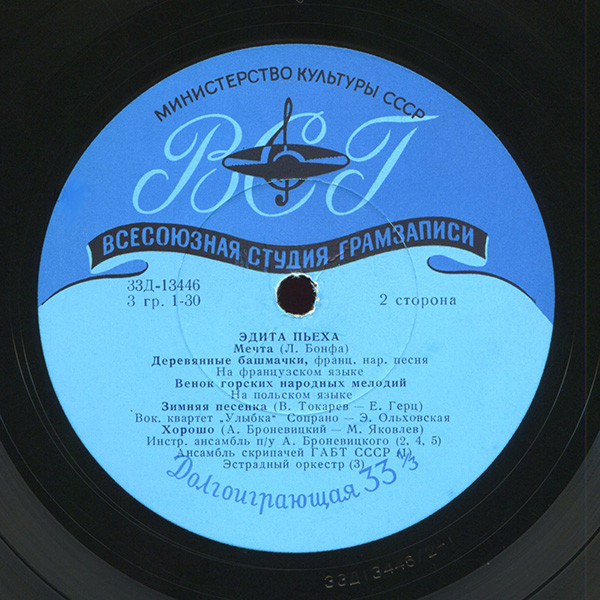 МИНИСТЕРСТВО КУЛЬТУРЫ СССР
ВСГ
ВСЕСОЮЗНАЯ СТУДИЯ ГРАМЗАПИСИ
33Д-13446
3 гр. 1-30
2 сторона
ЭДИТА ПЬЕХА
Мечта (Л. Бонфа)
Деревянные башмачки, франц. нар. песня
На французском языке
Венок горских народных мелодий
На польском языке
Зимняя песенка (В. Токарев — Е. Герц)
Вок. квартет „Улыбка“ Сопрано — Э. Ольховская
Хорошо (А. Броневицкий — М. Яковлев)
Инстр. ансамбль п/у А. Броневицкого (2, 4, 5)
Ансамбль скрипачей ГАБТ СССР (1)
Эстрадный оркестр (3)
Долгоиграющая 33 1/3